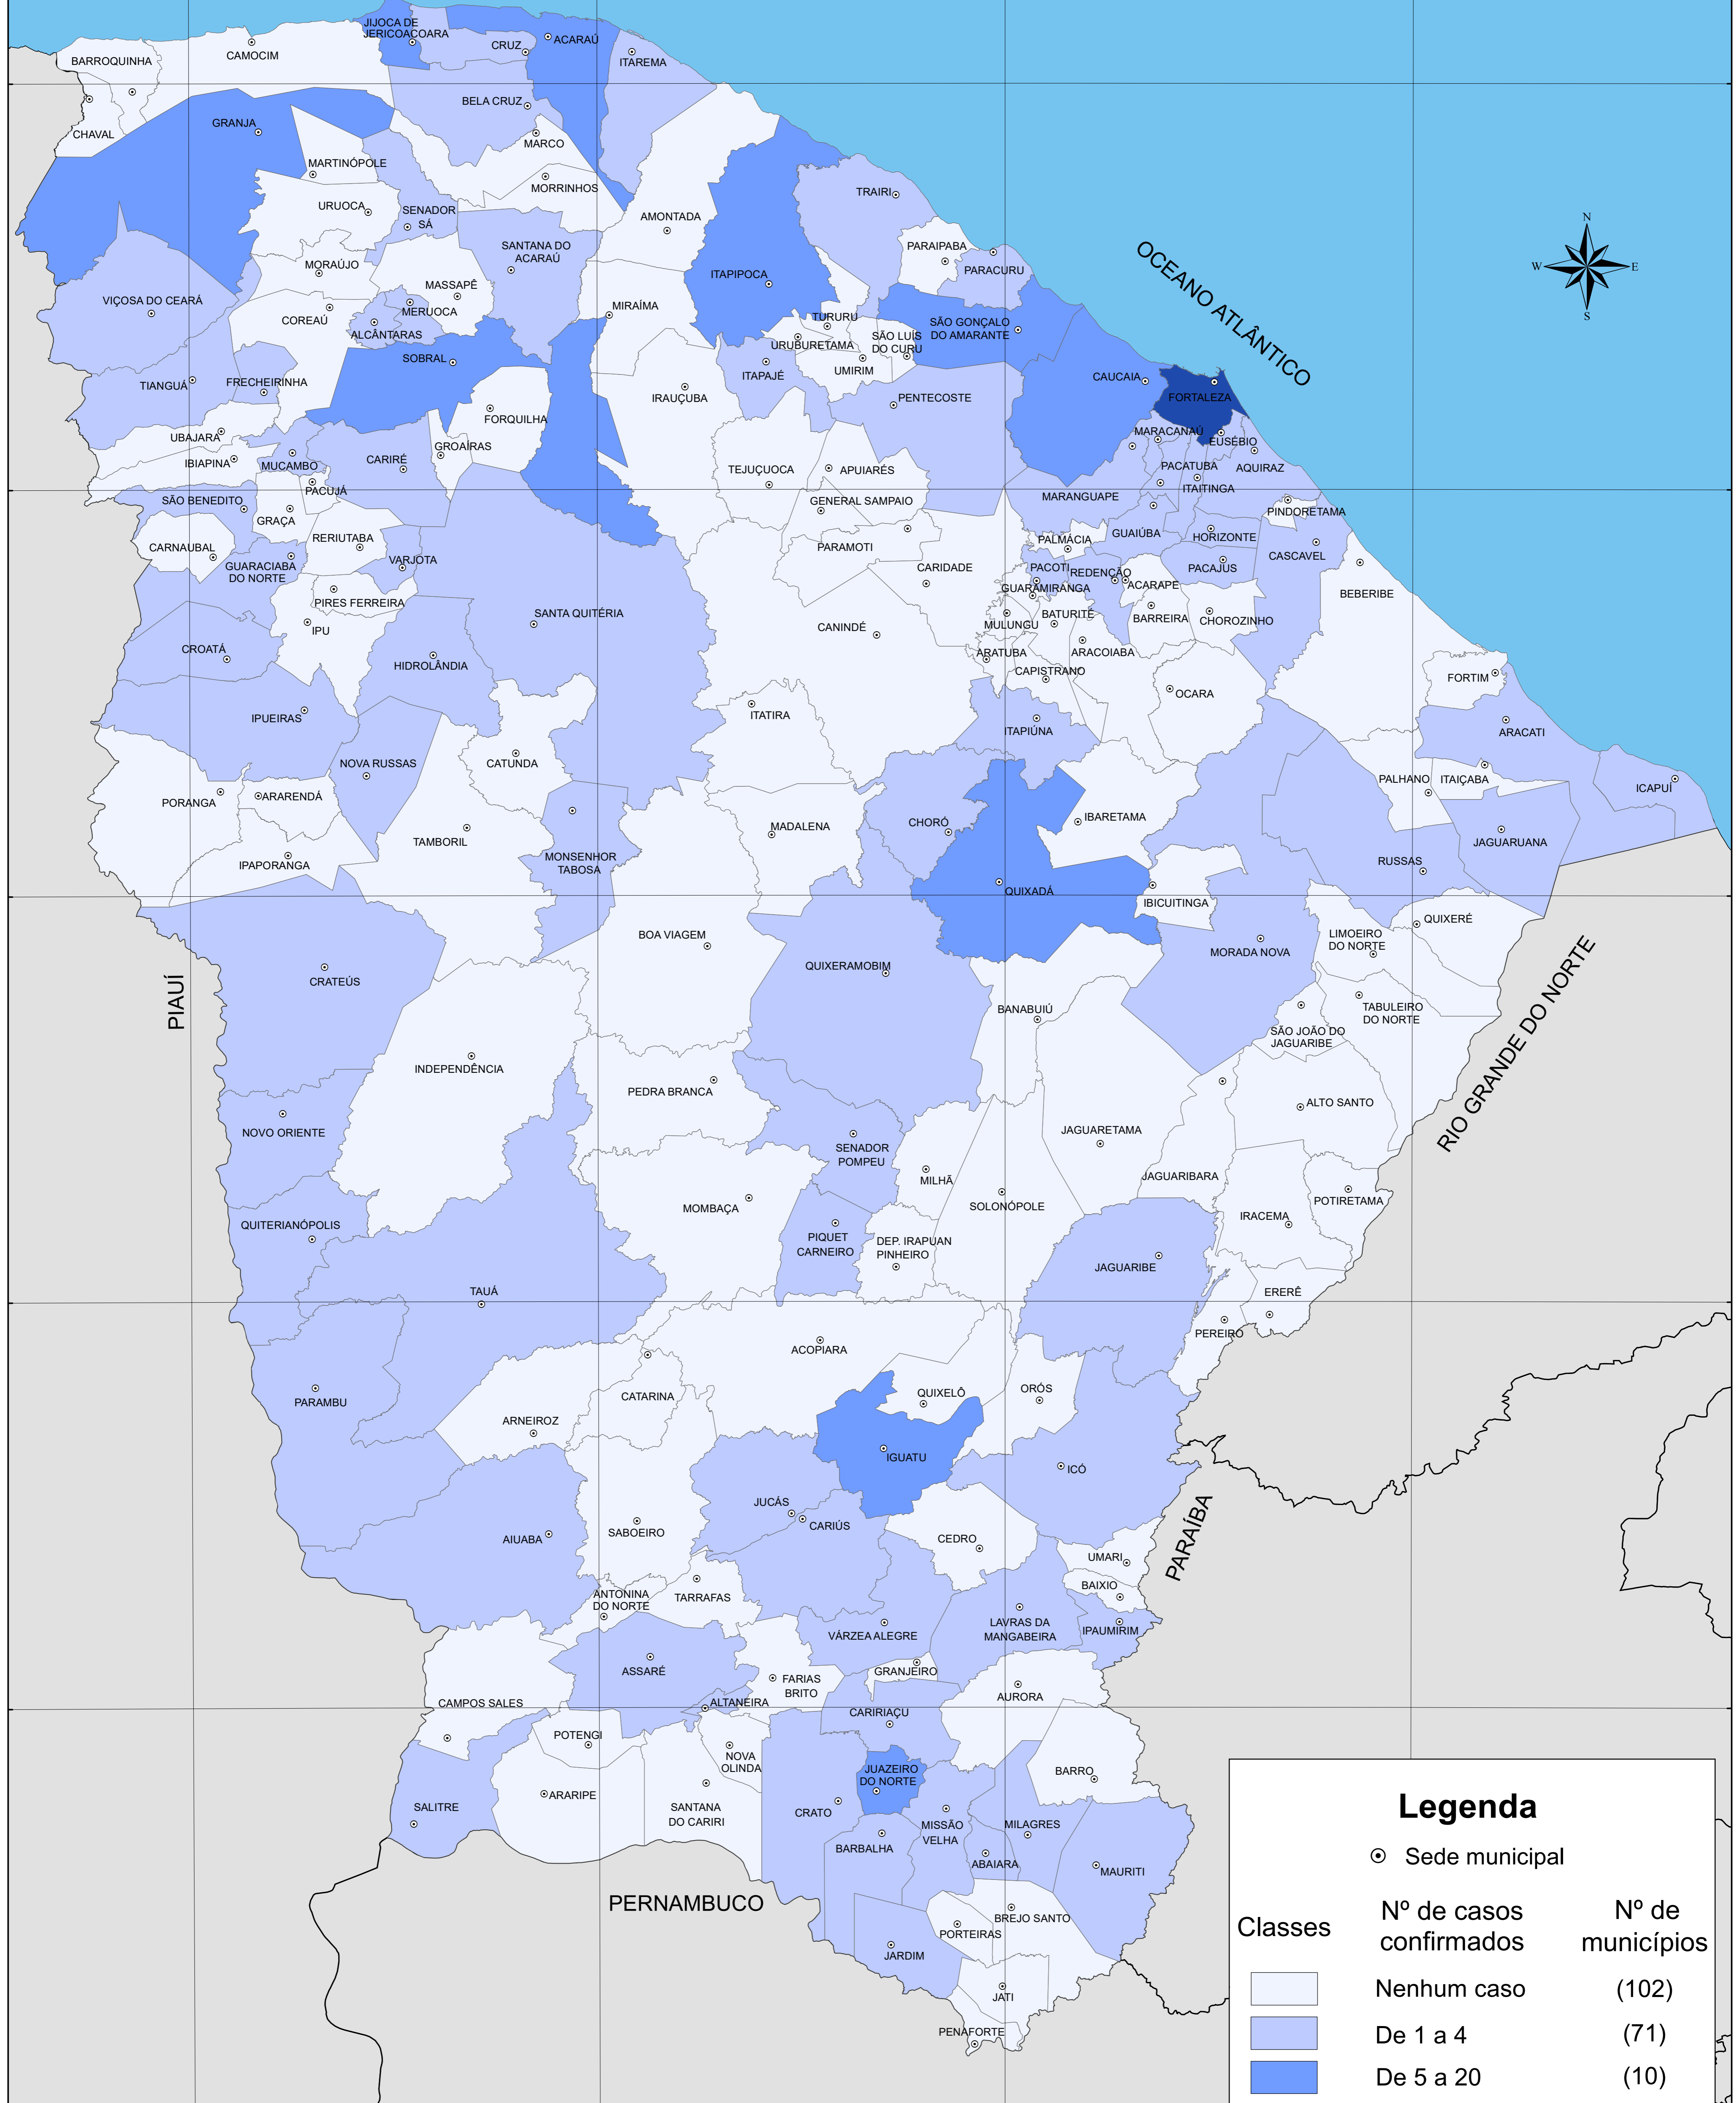 JIJOCA DE
JERICOACOARA
CRUZ
ACARAÚ
ITAREMA
BARROQUINHA
CAMOCIM
BELA CRUZ
CHAVAL
GRANJA
MARCO
MARTINÓPOLE
MORRINHOS
URUOCA
SENADOR
SÁ
AMONTADA
TRAIRI
SANTANA DO
ACARAÚ
PARAIPABA
PARACURU
MORAÚJO
MASSAPÊ
ITAPIPOCA
OCEANO ATLÂNTICO
N
W
E
S
VIÇOSA DO CEARÁ
COREAÚ
MERUOCA
MIRAÍMA
TURURU
SÃO GONÇALO
DO AMARANTE
ALCÂNTARAS
URUBURETAMA
SÃO LUÍS
DO CURU
SOBRAL
UMIRIM
TIANGUÁ
FRECHEIRINHA
ITAPAJÉ
CAUCAIA
FORTALEZA
IRAUÇUBA
PENTECOSTE
FORQUILHA
UBAJARA
GROAÍRAS
MARACANAÚ
EUSÉBIO
IBIAPINA
MUCAMBO
CARIRÉ
TEJUÇUOCA
APUIARÉS
PACATUBA
AQUIRAZ
PACUJÁ
ITAITINGA
SÃO BENEDITO
GENERAL SAMPAIO
MARANGUAPE
GRAÇA
PINDORETAMA
CARNAUBAL
RERIUTABA
PARAMOTI
PALMÁCIA
GUAIÚBA
HORIZONTE
CASCAVEL
GUARACIABA
DO NORTE
VARJOTA
CARIDADE
PACOTI
REDENÇÃO
PACAJUS
GUARAMIRANGA
ACARAPE
BEBERIBE
PIRES FERREIRA
SANTA QUITÉRIA
CANINDÉ
MULUNGU
BATURITÉ
BARREIRA
CHOROZINHO
IPU
CROATÁ
HIDROLÂNDIA
ARATUBA
ARACOIABA
CAPISTRANO
FORTIM
OCARA
IPUEIRAS
ITATIRA
ITAPIÚNA
ARACATI
NOVA RUSSAS
CATUNDA
PALHANO
ITAIÇABA
ICAPUÍ
PORANGA
ARARENDÁ
CHORÓ
IBARETAMA
TAMBORIL
MADALENA
JAGUARUANA
IPAPORANGA
MONSENHOR
TABOSA
RUSSAS
QUIXADÁ
IBICUITINGA
BOA VIAGEM
LIMOEIRO
DO NORTE
QUIXERÉ
MORADA NOVA
QUIXERAMOBIM
CRATEÚS
PIAUÍ
BANABUIÚ
TABULEIRO
DO NORTE
SÃO JOÃO DO
JAGUARIBE
RIO GRANDE DO NORTE
INDEPENDÊNCIA
PEDRA BRANCA
ALTO SANTO
NOVO ORIENTE
SENADOR
POMPEU
JAGUARETAMA
MILHÃ
JAGUARIBARA
POTIRETAMA
QUITERIANÓPOLIS
MOMBAÇA
SOLONÓPOLE
IRACEMA
PIQUET
CARNEIRO
DEP. IRAPUAN
PINHEIRO
JAGUARIBE
TAUÁ
ERERÊ
PEREIRO
ACOPIARA
PARAMBU
CATARINA
QUIXELÔ
ORÓS
ARNEIROZ
IGUATU
ICÓ
JUCÁS
CARIÚS
AIUABA
SABOEIRO
CEDRO
PARAÍBA
UMARI
ANTONINA
DO NORTE
TARRAFAS
BAIXIO
VÁRZEA ALEGRE
LAVRAS DA
MANGABEIRA
IPAUMIRIM
ASSARÉ
FARIAS
BRITO
GRANJEIRO
AURORA
CAMPOS SALES
ALTANEIRA
CARIRIAÇU
POTENGI
NOVA
OLINDA
JUAZEIRO
DO NORTE
BARRO
ARARIPE
SALITRE
SANTANA
DO CARIRI
CRATO
MISSÃO
VELHA
MILAGRES
BARBALHA
ABAIARA
MAURITI
PERNAMBUCO
BREJO SANTO
PORTEIRAS
JARDIM
JATI
PENAFORTE
Legenda
Sede municipal
Classes
Nº de casos
confirmados
Nº de
municípios
Nenhum caso
(102)
De 1 a 4
(71)
De 5 a 20
(10)